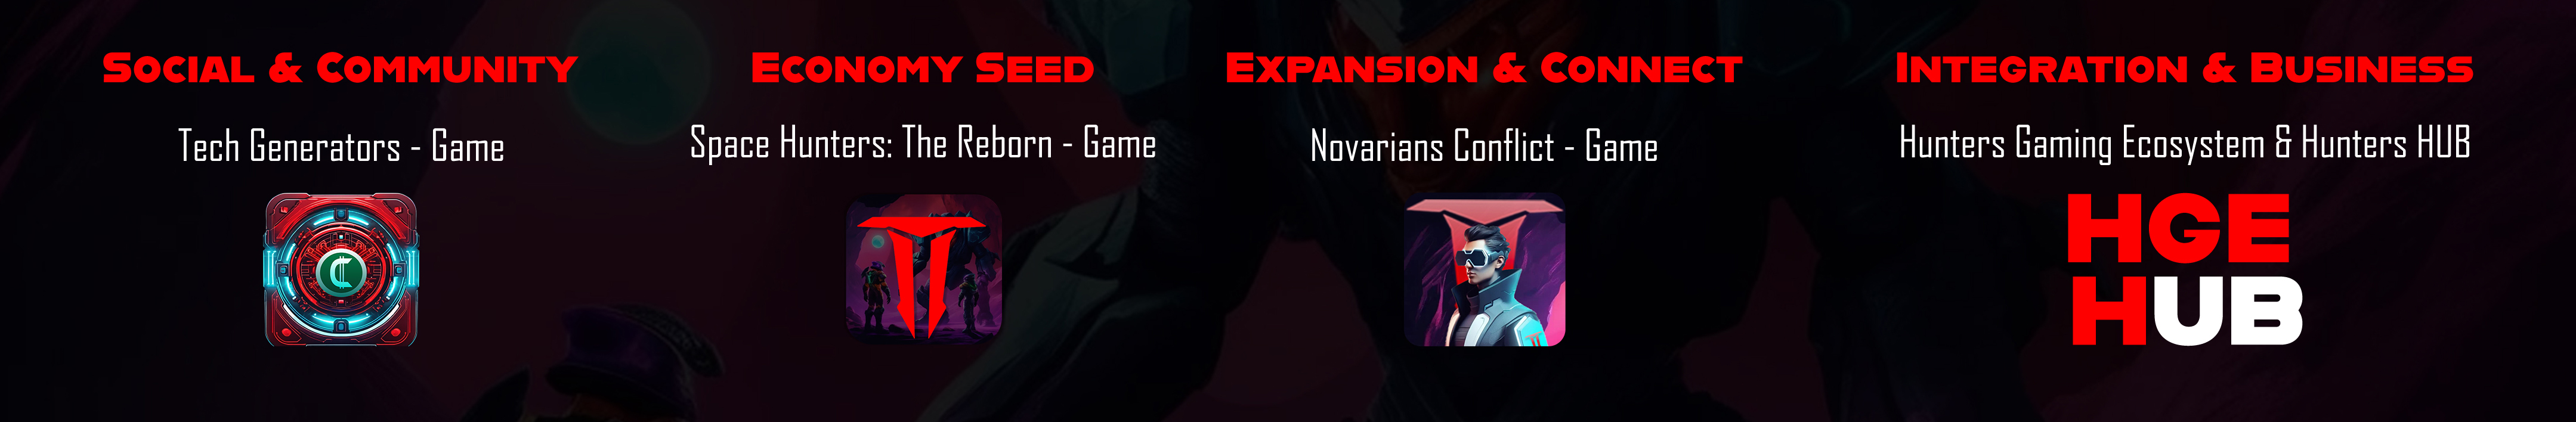 Social & Community
Tech Generators - Game
Economy Seed
Space Hunters: The Reborn - Game
Expansion & Connect
Novarians Conflict - Game
Integration & Business
Hunters Gaming Ecosystem & Hunters HUB
HGE
HUB